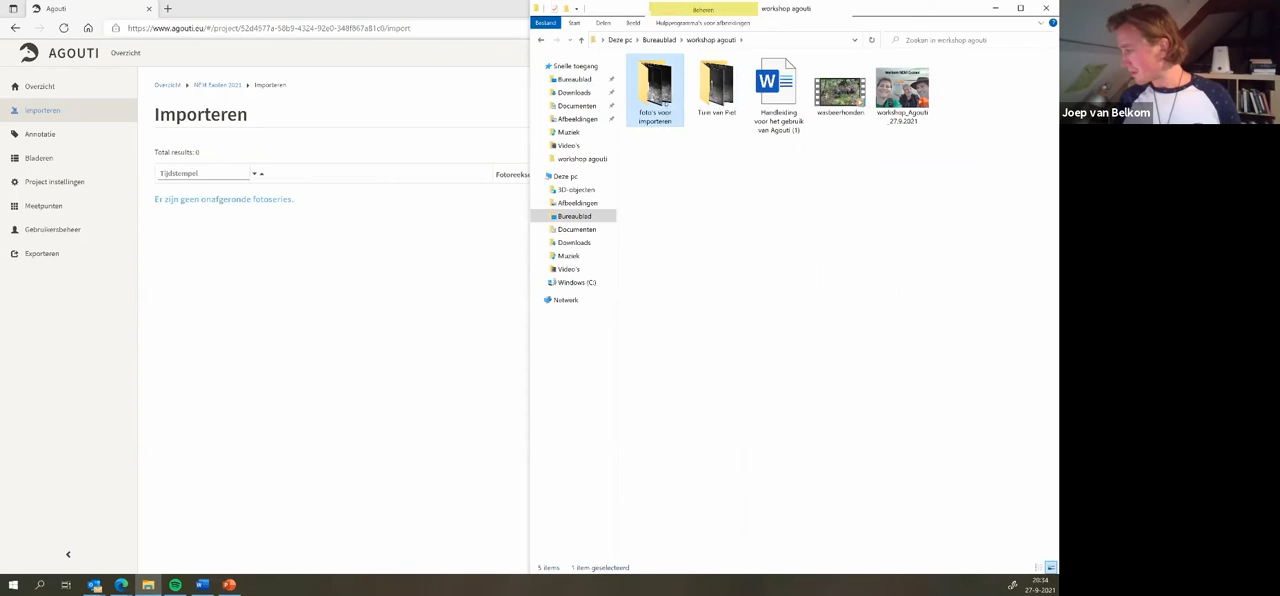 Agouti
https://www.agouti.eu/#/project/52d4577a-58b9-4324-92e0-348f867a81c0/import
AGOUTI
Overzicht
Overzicht
Importeren
Annotatie
Bladeren
Project instellingen
Meetpunten
Gebruikersbeheer
Exporteren
Importeren
Importeren
Total results: 0
Tijdstempel
Er zijn geen onafgeronde fotoseries.
Beheren
workshop agouti
Bestand
Start
Delen
Beeld
Hulpprogramma's voor afbeeldingen
Deze pc
Bureaublad
workshop agouti
Zoeken in workshop agouti
Snelle toegang
Bureaublad
Downloads
Documenten
Afbeeldingen
Muziek
Video's
workshop agouti
Deze pc
3D-objecten
Afbeeldingen
Bureaublad
Documenten
Downloads
Muziek
Video's
Windows (C:)
Netwerk
foto's voor
importeren
Tuin van Piet
Handleiding
voor het gebruik
van Agouti (1)
wasbeerhonden
workshop_Agouti
_27.9.2021
5 items
1 item geselecteerd
20:34
27-9-2021
Joep van Belkom